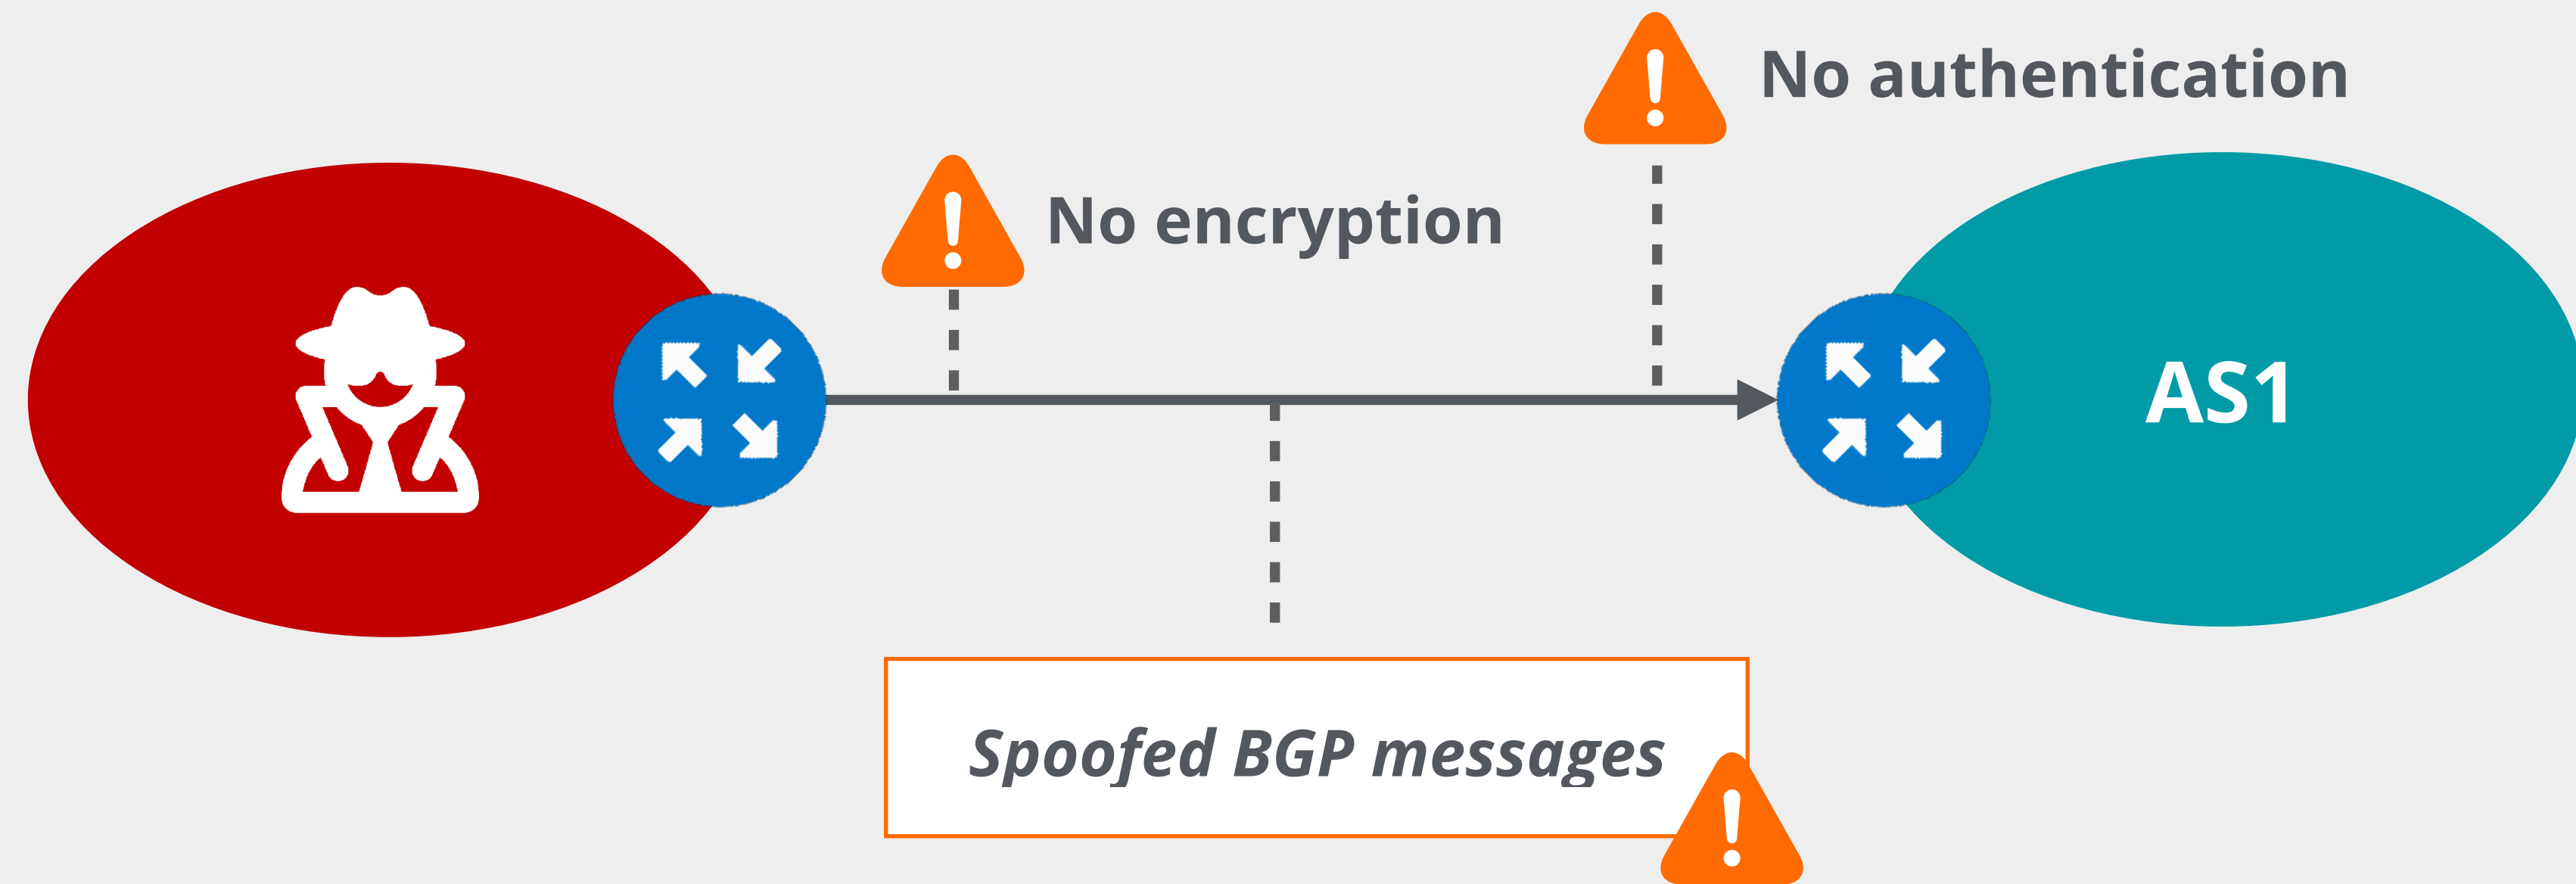 No authentication
No encryption
AS1
Spoofed BGP messages